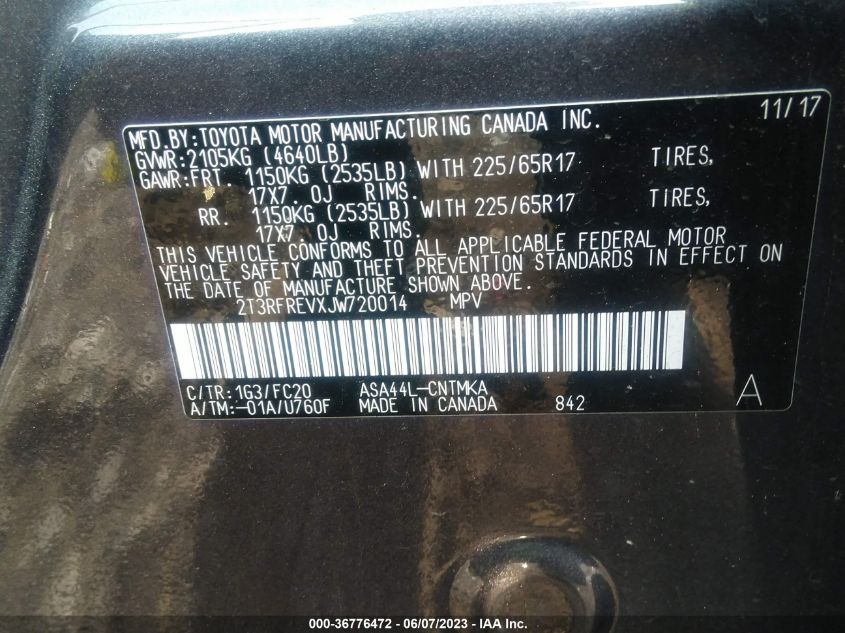 11/17
MFD.BY:TOYOTA MOTOR MANUFACTURING CANADA INC.
GVWR:2105KG (4640LB)
GAWR:FRT. 1150KG (2535LB) WITH 225/65R17 TIRES,
17X7.0J RIMS.
RR. 1150KG (2535LB) WITH 225/65R17 TIRES,
17X7.0J RIMS.
THIS VEHICLE CONFORMS TO ALL APPLICABLE FEDERAL MOTOR
VEHICLE SAFETY AND THEFT PREVENTION STANDARDS IN EFFECT ON
THE DATE OF MANUFACTURE SHOWN ABOVE.
2T3RFREVXJW720014 MPV
C/TR:1G3/FC20 ASA44L-CNTMKA
A/TM:-01A/U760F MADE IN CANADA 842 A
000-36776472 - 06/07/2023 - IAA Inc.